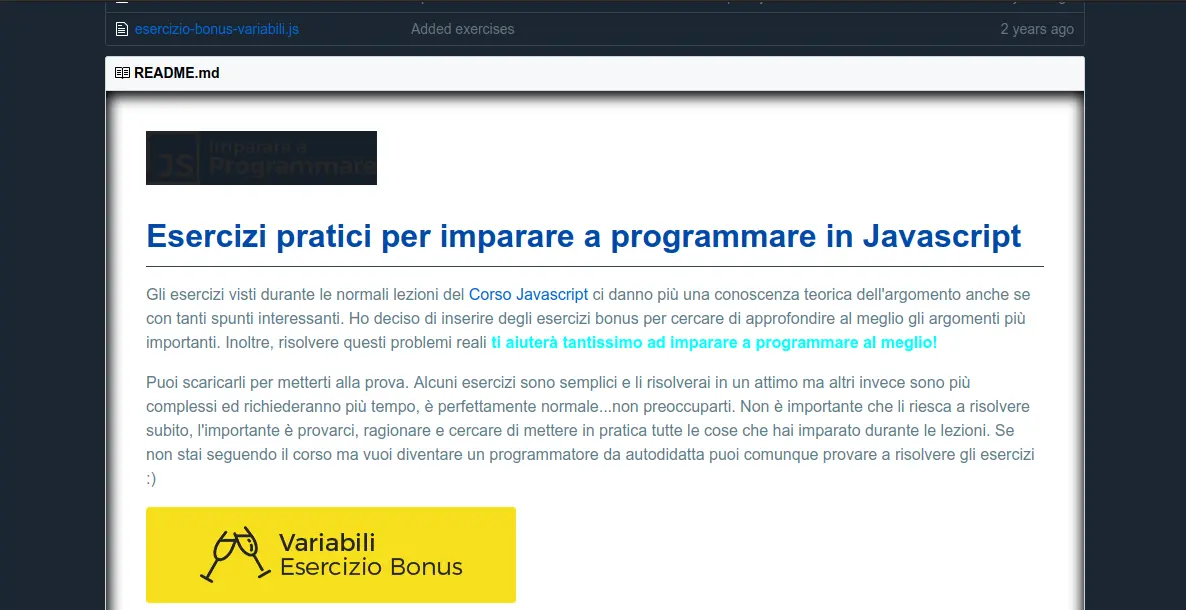 esercizio-bonus-variabili.js Added exercises 2 years ago
README.md
JS Imparare a
Programmare
Esercizi pratici per imparare a programmare in Javascript
Gli esercizi visti durante le normali lezioni del Corso Javascript ci danno più una conoscenza teorica dell'argomento anche se
con tanti spunti interessanti. Ho deciso di inserire degli esercizi bonus per cercare di approfondire al meglio gli argomenti più
importanti. Inoltre, risolvere questi problemi reali ti aiuterà tantissimo ad imparare a programmare al meglio!
Puoi scaricarli per metterti alla prova. Alcuni esercizi sono semplici e li risolverai in un attimo ma altri invece sono più
complessi ed richiederanno più tempo, è perfettamente normale...non preoccuparti. Non è importante che li riesca a risolvere
subito, l'importante è provarci, ragionare e cercare di mettere in pratica tutte le cose che hai imparato durante le lezioni. Se
non stai seguendo il corso ma vuoi diventare un programmatore da autodidatta puoi comunque provare a risolvere gli esercizi
:)
Variabili
Esercizio Bonus